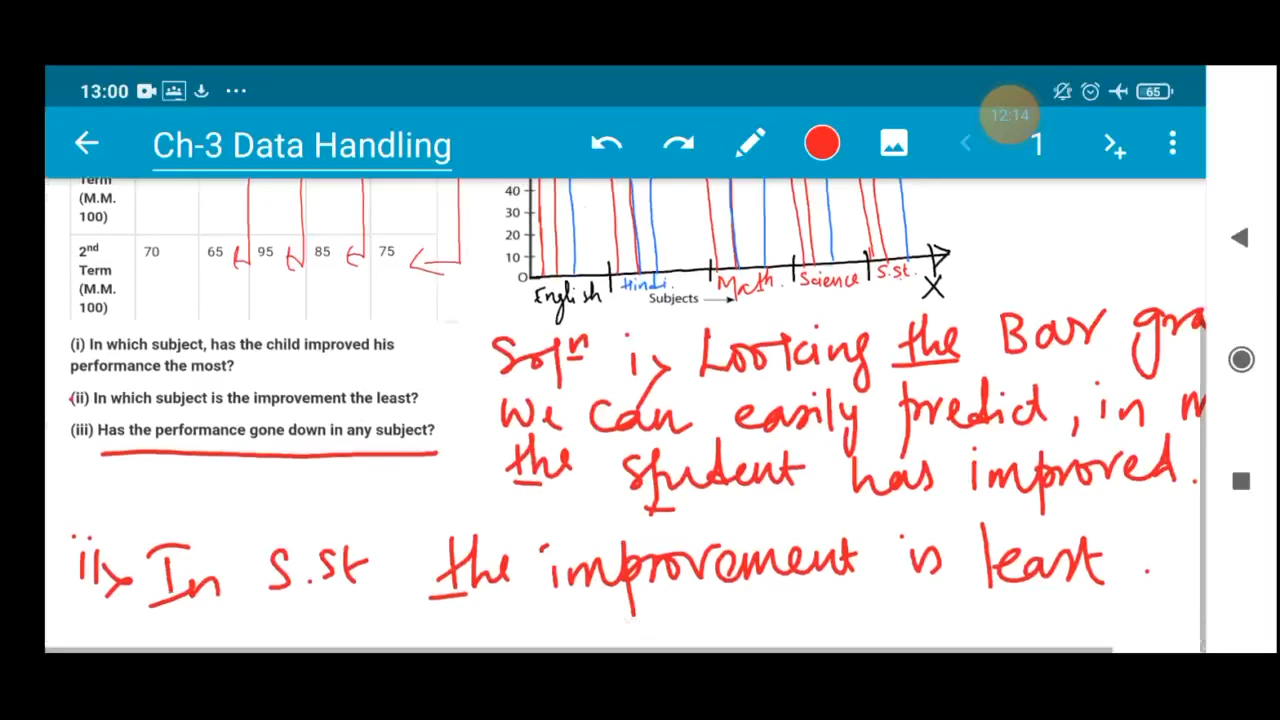 13:00
65
12:14
Ch-3 Data Handling
1
Term
(M.M.
100)
2nd
Term
(M.M.
100)
70 65 95 85 75
40
30
20
10
0
English Hindi Math Science S.st
Subjects
X
(i) In which subject, has the child improved his
performance the most?
(ii) In which subject is the improvement the least?
(iii) Has the performance gone down in any subject?
Soln i> Looking the Bar gra
We can easily predict, in m
the student has improved.
ii> In S.st the improvement is least.